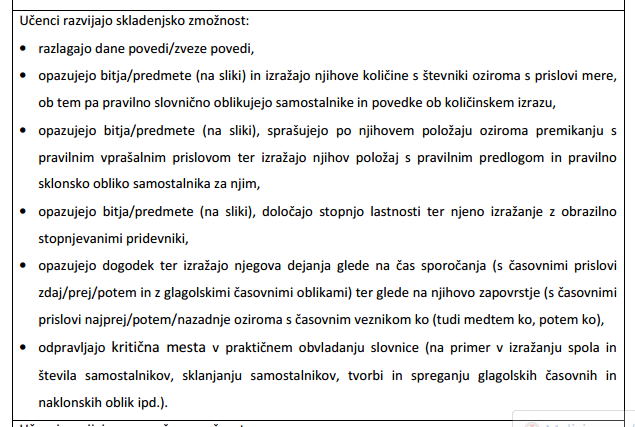 Učenci razvijajo skladenjsko zmožnost:
• razlagajo dane povedi/zveze povedi,
• opazujejo bitja/predmete (na sliki) in izražajo njihove količine s števniki oziroma s prislovi mere,
ob tem pa pravilno slovnično oblikujejo samostalnike in povedke ob količinskem izrazu,
• opazujejo bitja/predmete (na sliki), sprašujejo po njihovem položaju oziroma premikanju s
pravilnim vprašalnim prislovom ter izražajo njihov položaj s pravilnim predlogom in pravilno
sklonsko obliko samostalnika za njim,
• opazujejo bitja/predmete (na sliki), določajo stopnjo lastnosti ter njeno izražanje z obrazilno
stopnjevanimi pridevniki,
• opazujejo dogodek ter izražajo njegova dejanja glede na čas sporočanja (s časovnimi prislovi
zdaj/prej/potem in z glagolskimi časovnimi oblikami) ter glede na njihovo zapovrstje (s časovnimi
prislovi najprej/potem/nazadnje oziroma s časovnim veznikom ko (tudi medtem ko, potem ko),
• odpravljajo kritična mesta v praktičnem obvladanju slovnice (na primer v izražanju spola in
števila samostalnikov, sklanjanju samostalnikov, tvorbi in spreganju glagolskih časovnih in
naklonskih oblik ipd.).